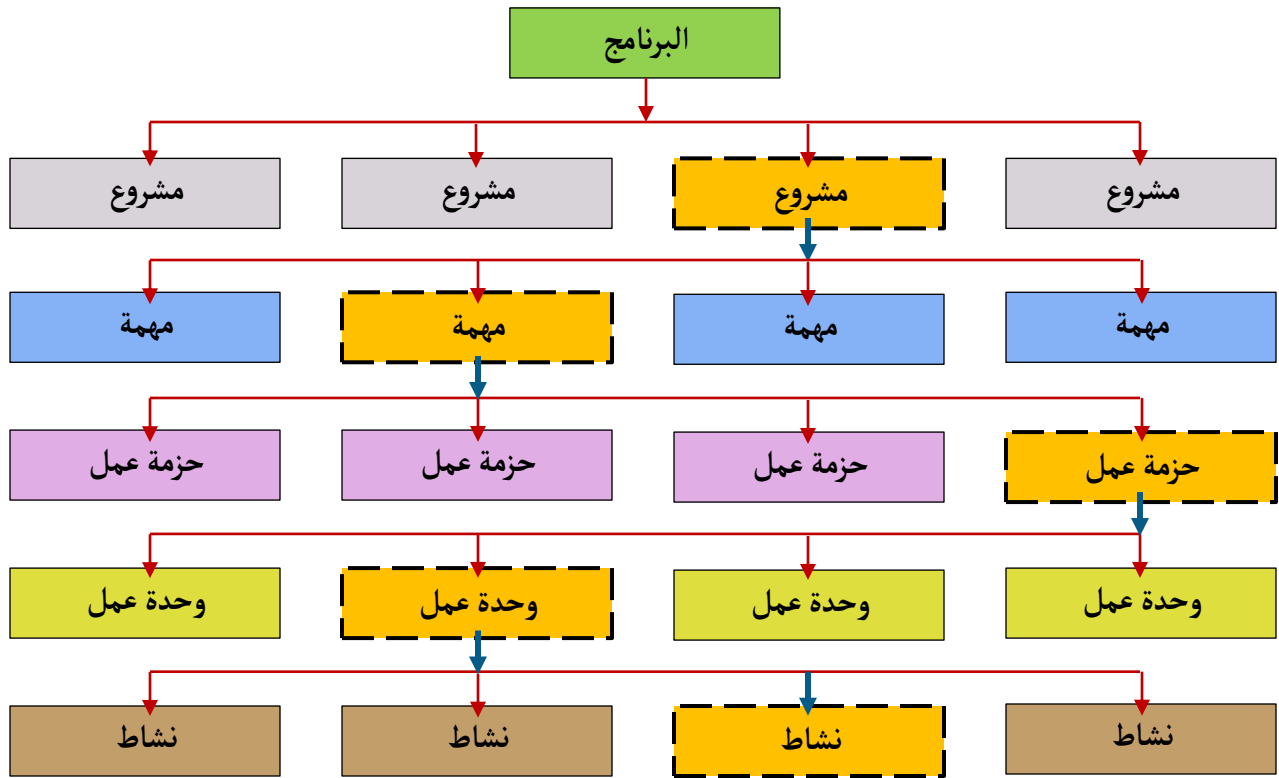 البرنامج
مشروع
مشروع
مشروع
مشروع
مهمة
مهمة
مهمة
مهمة
حزمة عمل
حزمة عمل
حزمة عمل
حزمة عمل
وحدة عمل
وحدة عمل
وحدة عمل
وحدة عمل
نشاط
نشاط
نشاط
نشاط